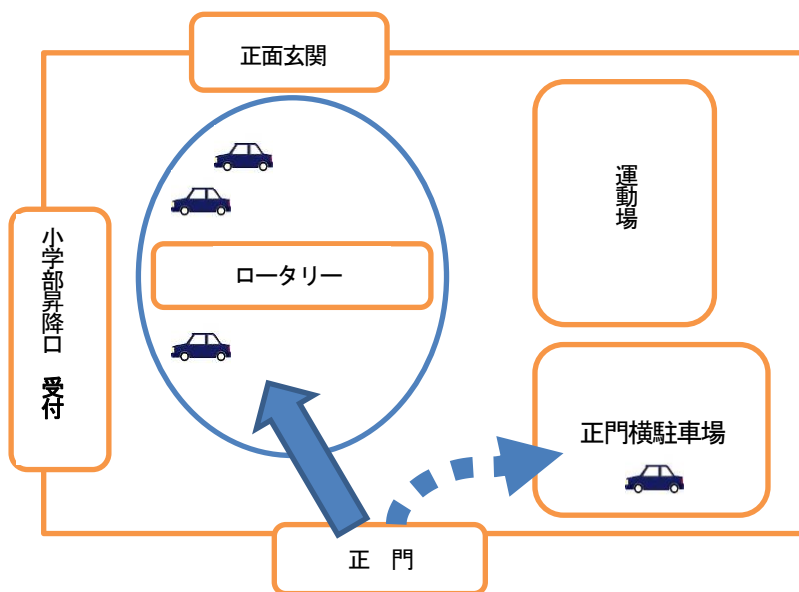 正面玄関
運動場
小学部昇降口　受付
ロータリー
正門横駐車場
正　門